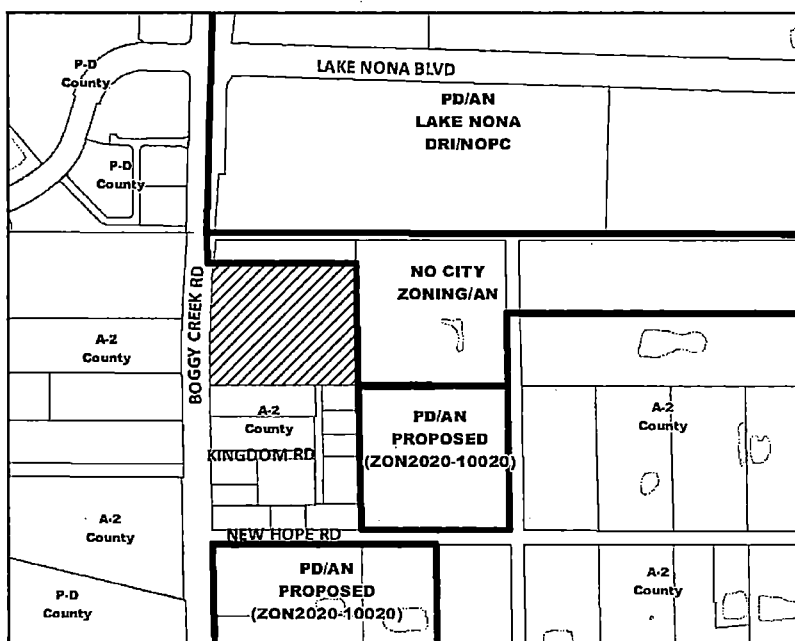 P-D
County
LAKE NONA BLVD
PD/AN
LAKE NONA
DRI/NOPC
P-D
County
BOGGY CREEK RD
NO CITY
ZONING/AN
A-2
County
A-2
County
KINGDOM RD
PD/AN
PROPOSED
(ZON2020-10020)
A-2
County
A-2
County
NEW HOPE RD
PD/AN
PROPOSED
(ZON2020-10020)
A-2
County
P-D
County